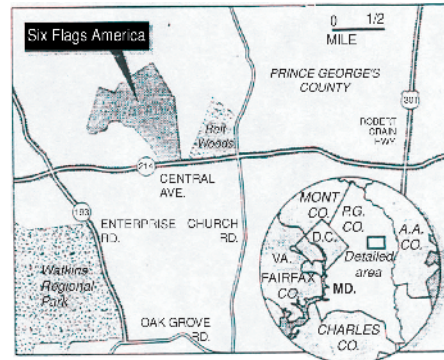 Six Flags America
0 1/2
MILE
PRINCE GEORGE'S
COUNTY
301
ROBERT
CRAIN
HWY
Belt
Woods
214
CENTRAL
AVE.
193
ENTERPRISE
RD.
CHURCH
RD.
Watkins
Regional
Park
OAK GROVE
RD.
MONT
CO.
P.G.
CO.
D.C.
A.A.
CO.
VA.
FAIRFAX
CO.
MD.
Detailed
area
CHARLES
CO.